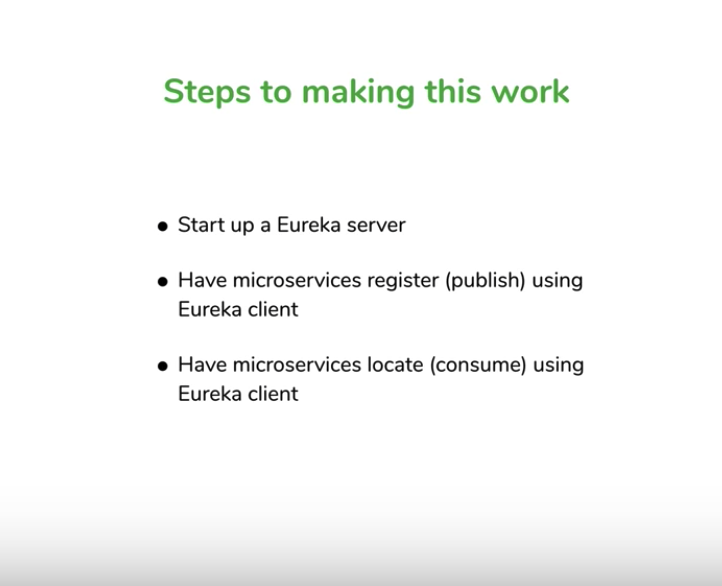 Steps to making this work
● Start up a Eureka server
● Have microservices register (publish) using
Eureka client
● Have microservices locate (consume) using
Eureka client